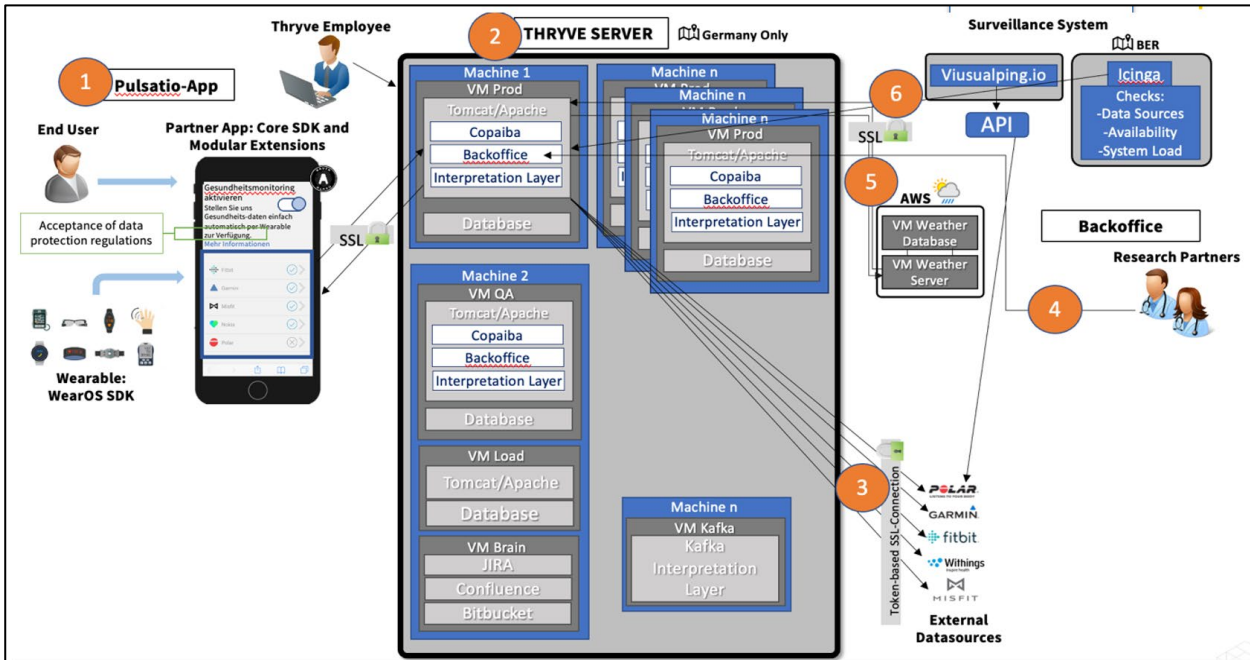 1
Pulsatio-App
End User
Partner App: Core SDK and
Modular Extensions
Gesundheitsmonitoring
aktivieren
Stellen Sie uns
Gesundheits-daten einfach
automatisch per Wearable
zur Verfügung.
Mehr Informationen
Acceptance of data
protection regulations
Fitbit
Garmin
Misfit
Polar
Wearable:
WearOS SDK
Thryve Employee
SSL
2
THRYVE SERVER
Germany Only
Machine 1
VM Prod
Tomcat/Apache
Copaiba
Backoffice
Interpretation Layer
Database
Machine n
VM Prod
Machine n
Machine n
VM Prod
Tomcat/Apache
Copaiba
Backoffice
Interpretation Layer
Database
Machine 2
VM QA
Tomcat/Apache
Copaiba
Backoffice
Interpretation Layer
Database
VM Load
Tomcat/Apache
Database
VM Brain
JIRA
Confluence
Bitbucket
Machine n
VM Kafka
Kafka
Interpretation
Layer
Surveillance System
Viusualping.io
API
BER
Icinga
Checks:
-Data Sources
-Availability
-System Load
6
SSL
5
AWS
VM Weather
Database
VM Weather
Server
Backoffice
Research Partners
4
3
Token-based SSL-Connection
POLAR
GARMIN
fitbit
Withings
MISFIT
External
Datasources